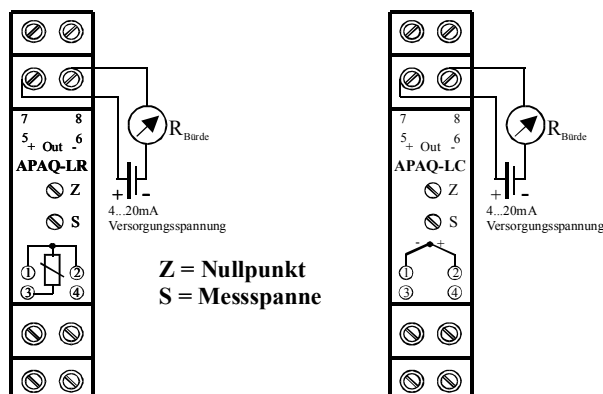 7 8
5 6
+ Out -
APAQ-LR
Z
S
1 2
3 4
R Bürde
+ -
4...20mA
Versorgungsspannung
Z = Nullpunkt
S = Messspanne
7 8
5 6
+ Out -
APAQ-LC
Z
S
- +
1 2
3 4
R Bürde
+ -
4...20mA
Versorgungsspannung